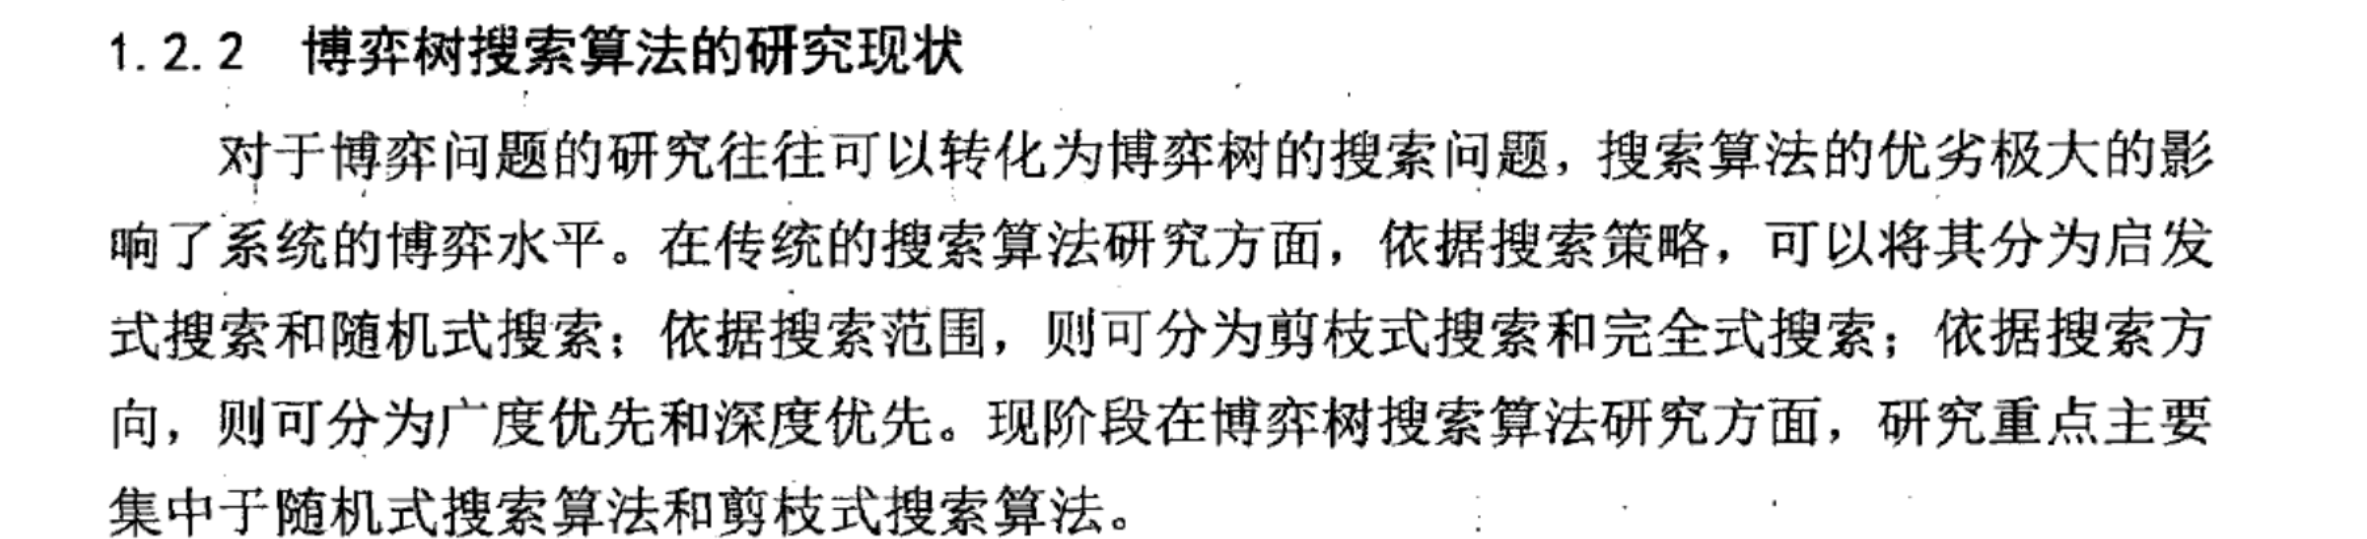 1.2.2 博弈树搜索算法的研究现状
对于博弈问题的研究往往可以转化为博弈树的搜索问题，搜索算法的优劣极大的影
响了系统的博弈水平。在传统的搜索算法研究方面，依据搜索策略，可以将其分为启发
式搜索和随机式搜索；依据搜索范围，则可分为剪枝式搜索和完全式搜索；依据搜索方
向，则可分为广度优先和深度优先。现阶段在博弈树搜索算法研究方面，研究重点主要
集中于随机式搜索算法和剪枝式搜索算法。